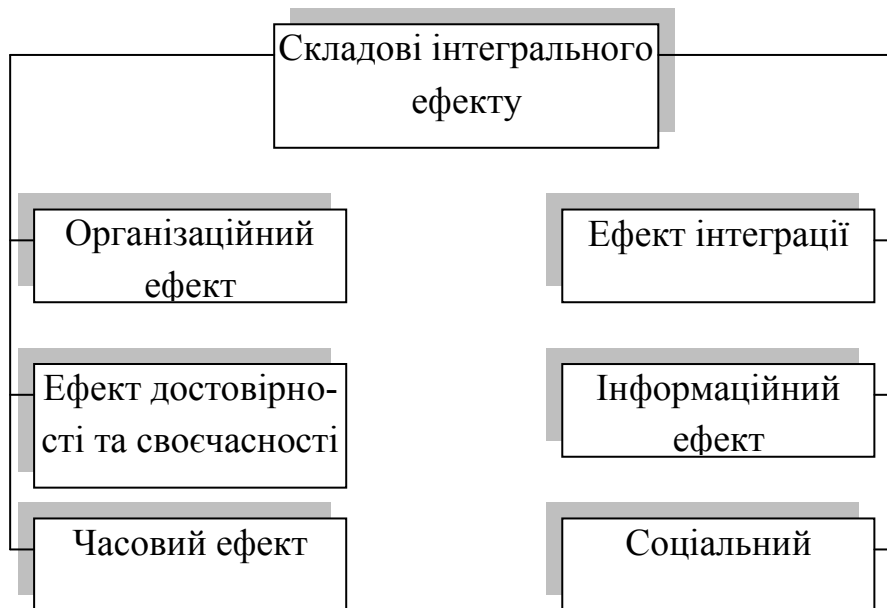 Складові інтегрального
ефекту
Організаційний
ефект
Ефект інтеграції
Ефект достовірно-
сті та своєчасності
Інформаційний
ефект
Часовий ефект
Соціальний